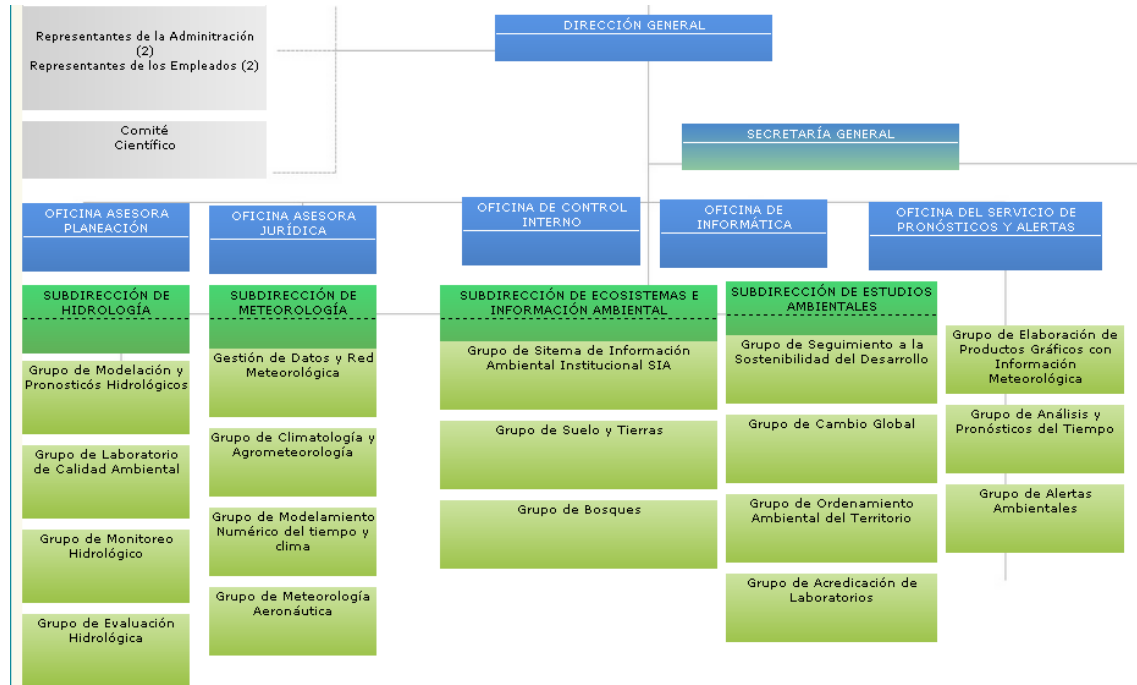 Representantes de la Adminitración
(2)
Representantes de los Empleados (2)
DIRECCIÓN GENERAL
Comité
Científico
SECRETARÍA GENERAL
OFICINA ASESORA
PLANEACIÓN
OFICINA ASESORA
JURÍDICA
OFICINA DE CONTROL
INTERNO
OFICINA DE
INFORMÁTICA
OFICINA DEL SERVICIO DE
PRONÓSTICOS Y ALERTAS
SUBDIRECCIÓN DE
HIDROLOGÍA
Grupo de Modelación y
Pronosticós Hidrológicos
Grupo de Laboratorio
de Calidad Ambiental
Grupo de Monitoreo
Hidrológico
Grupo de Evaluación
Hidrológica
SUBDIRECCIÓN DE
METEOROLOGÍA
Gestión de Datos y Red
Meteorológica
Grupo de Climatología y
Agrometeorología
Grupo de Modelamiento
Numérico del tiempo y
clima
Grupo de Meteorología
Aeronáutica
SUBDIRECCIÓN DE ECOSISTEMAS E
INFORMACIÓN AMBIENTAL
Grupo de Sitema de Información
Ambiental Institucional SIA
Grupo de Suelo y Tierras
Grupo de Bosques
SUBDIRECCIÓN DE ESTUDIOS
AMBIENTALES
Grupo de Seguimiento a la
Sostenibilidad del Desarrollo
Grupo de Cambio Global
Grupo de Ordenamiento
Ambiental del Territorio
Grupo de Acredicación de
Laboratorios
Grupo de Elaboración de
Productos Gráficos con
Información
Meteorológica
Grupo de Análisis y
Pronósticos del Tiempo
Grupo de Alertas
Ambientales